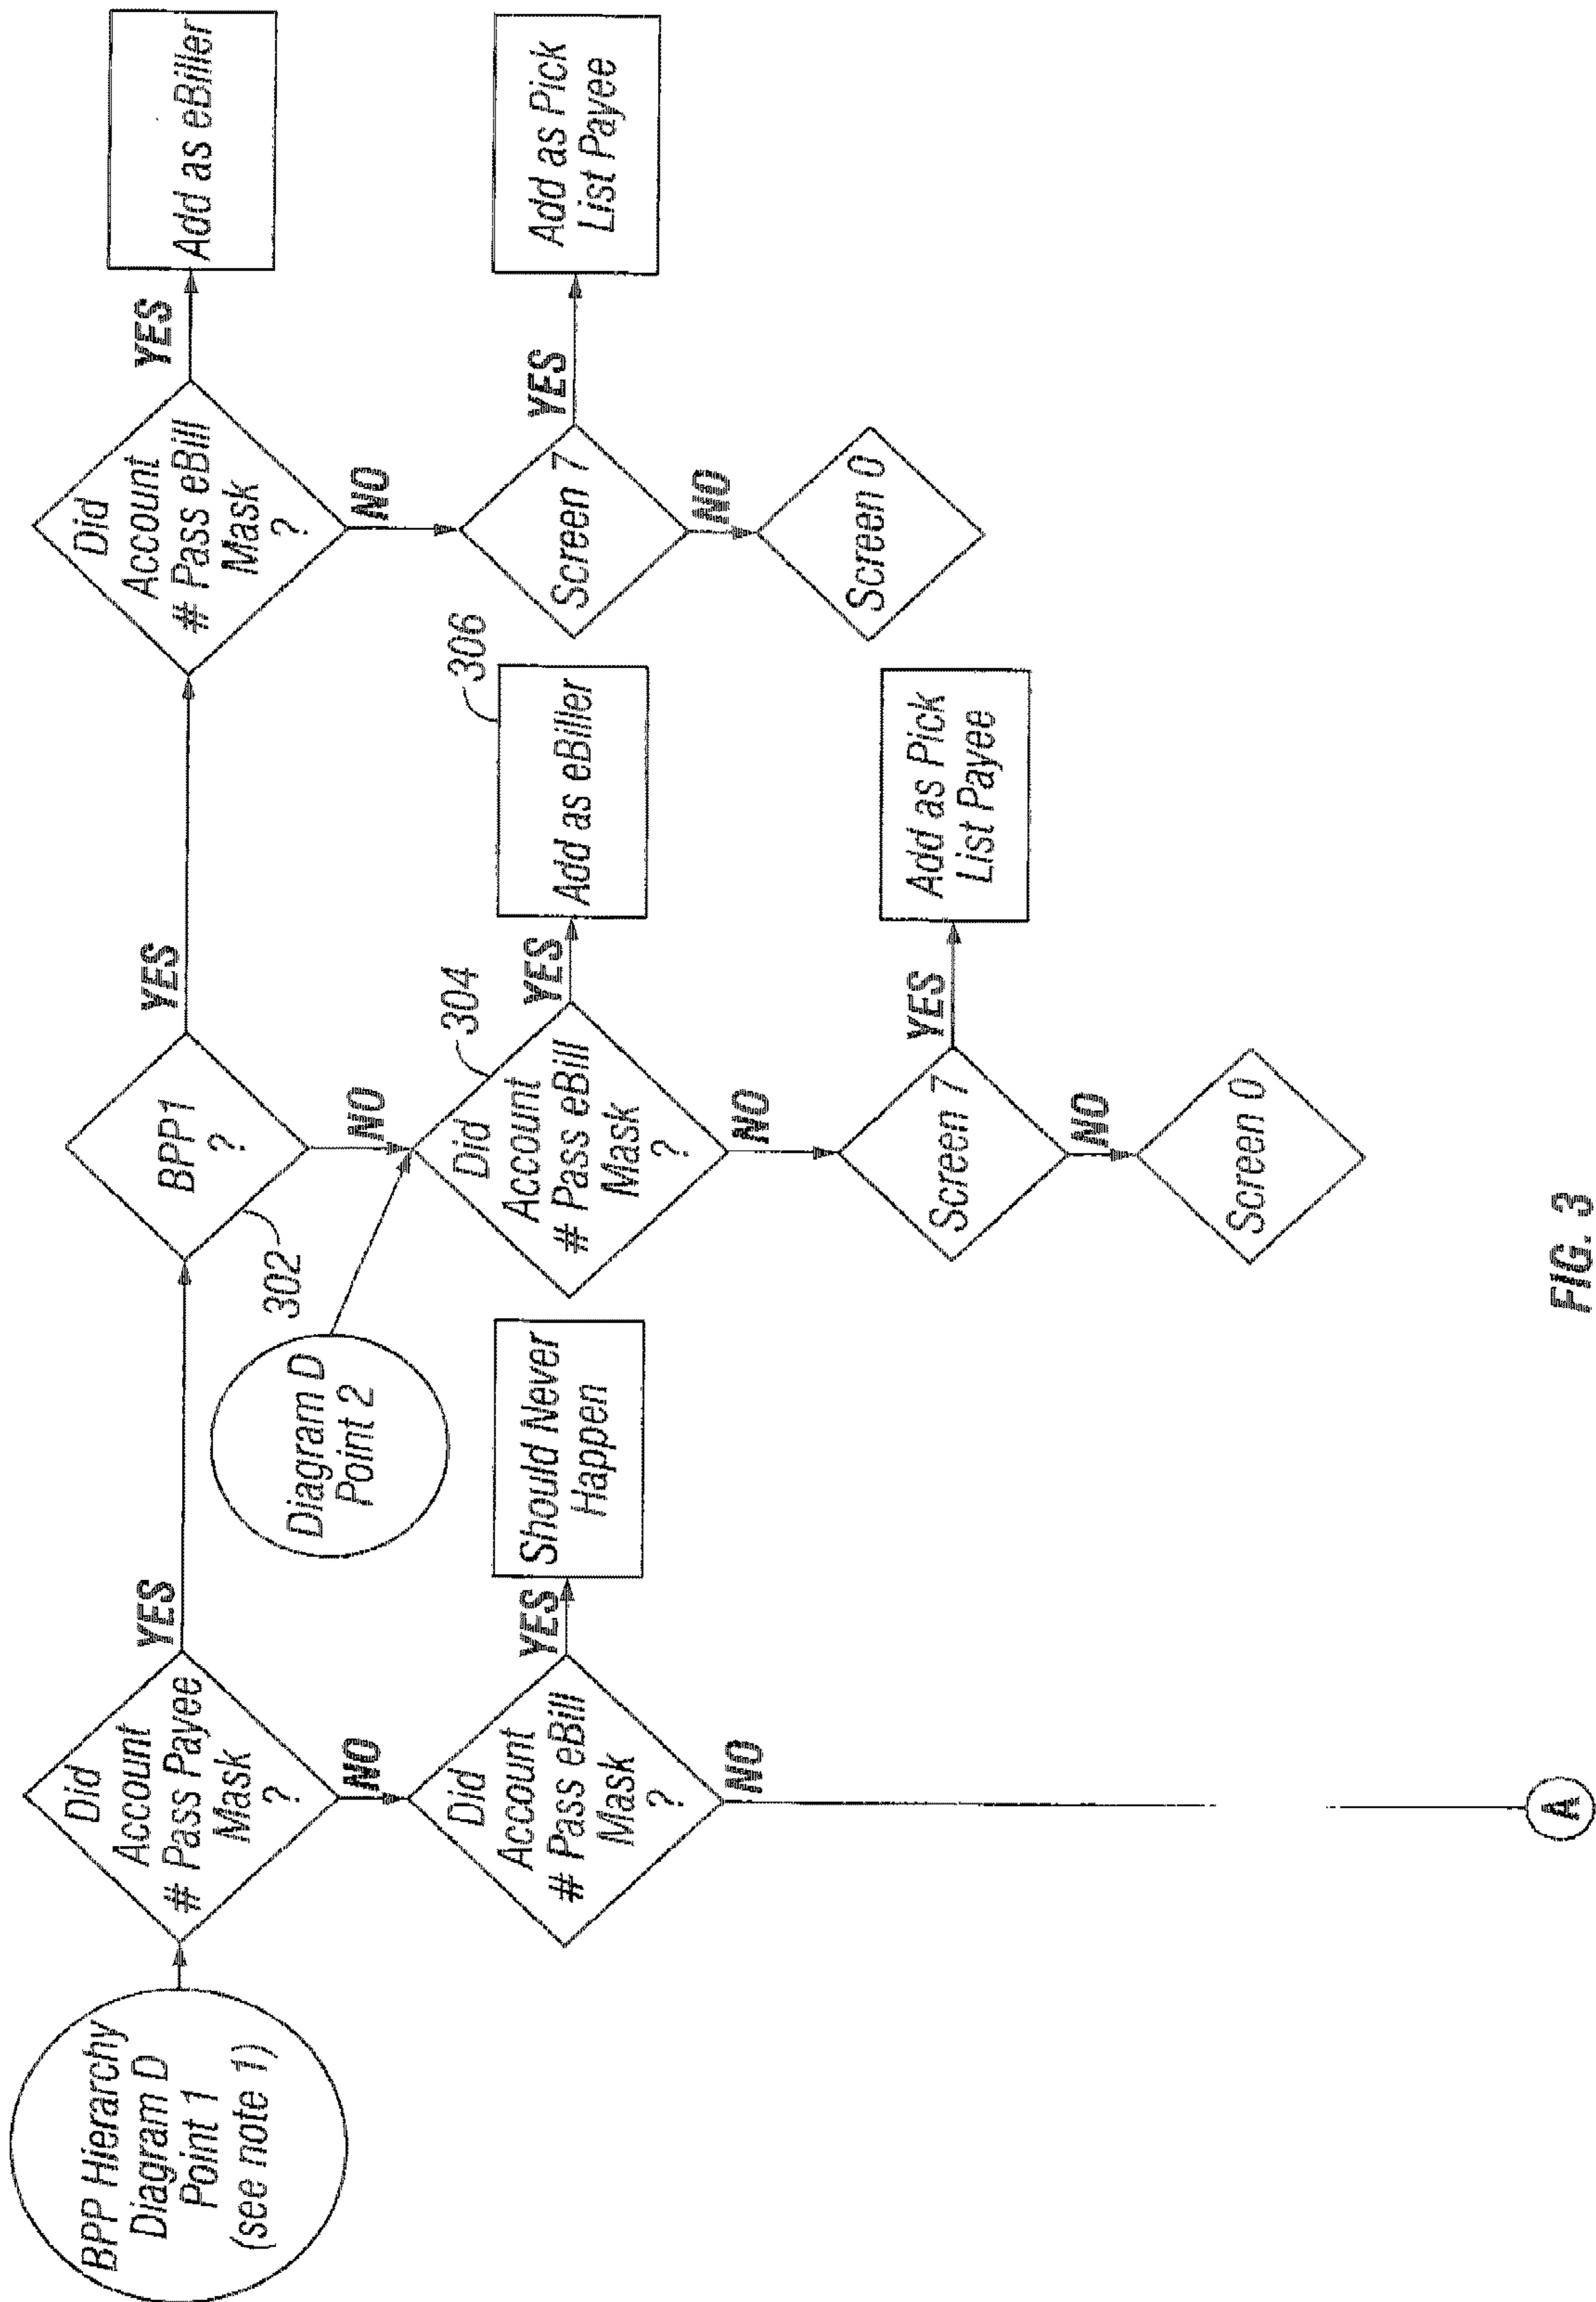 BPP Hierarchy
Diagram D
Point 1
(see note 1)
Did
Account
# Pass Payee
Mask
?
YES
NO
BPP1
?
302
YES
NO
Did
Account
# Pass eBill
Mask
?
YES
NO
Add as eBiller
Diagram D
Point 2
Did
Account
# Pass eBill
Mask
?
YES
NO
Should Never
Happen
Did
Account
# Pass eBill
Mask
?
304
YES
NO
Add as eBiller
306
Screen 7
YES
NO
Add as Pick
List Payee
Screen 0
Screen 7
YES
NO
Add as Pick
List Payee
Screen 0
A
FIG. 3